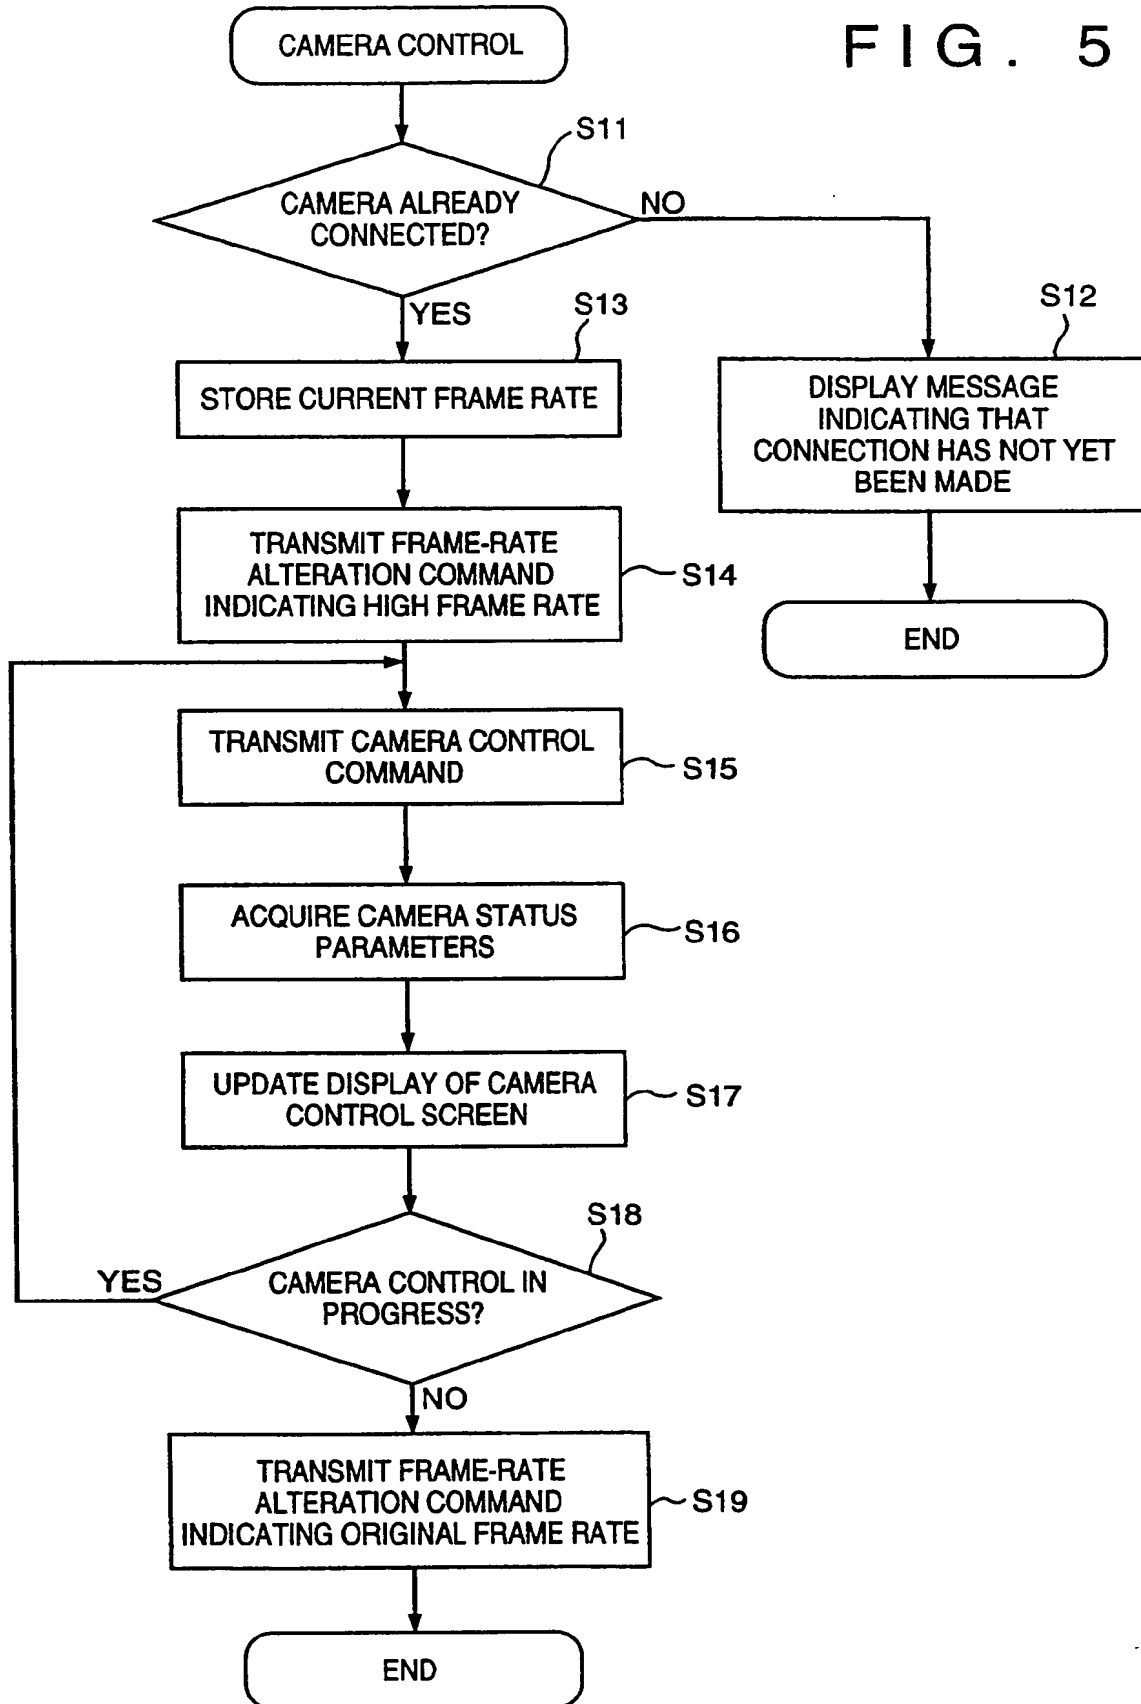 FIG. 5
CAMERA CONTROL
S11
CAMERA ALREADY
CONNECTED?
NO
YES
S12
DISPLAY MESSAGE
INDICATING THAT
CONNECTION HAS NOT YET
BEEN MADE
END
S13
STORE CURRENT FRAME RATE
TRANSMIT FRAME-RATE
ALTERATION COMMAND
INDICATING HIGH FRAME RATE
S14
TRANSMIT CAMERA CONTROL
COMMAND
S15
ACQUIRE CAMERA STATUS
PARAMETERS
S16
UPDATE DISPLAY OF CAMERA
CONTROL SCREEN
S17
S18
YES
CAMERA CONTROL IN
PROGRESS?
NO
TRANSMIT FRAME-RATE
ALTERATION COMMAND
INDICATING ORIGINAL FRAME RATE
S19
END